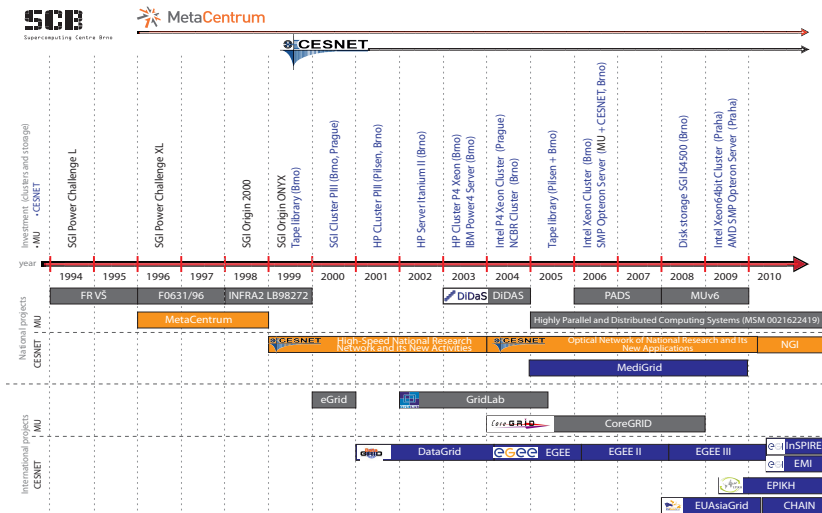 SCB
Supercomputing Centre Brno
MetaCentrum
CESNET
Investment (clusters and storage)
• MU • CESNET
SGI Power Challenge L
SGI Power Challenge XL
SGI Origin 2000
SGI Origin ONYX
Tape library (Brno)
SGI Cluster PIII (Brno, Prague)
HP CLuster PIII (Pilsen, Brno)
HP Server Itanium II (Brno)
HP Cluster P4 Xeon (Brno)
IBM Power4 Server (Brno)
Intel P4 Xeon Cluster (Prague)
NCBR Cluster (Brno)
Tape library (Pilsen + Brno)
Intel Xeon Cluster (Brno)
SMP Opteron Server (MU + CESNET, Brno)
Disk storage SGI IS4500 (Brno)
Intel Xeon64bit Cluster (Praha)
AMD SMP Opteron Server (Praha)
year
1994 1995 1996 1997 1998 1999 2000 2001 2002 2003 2004 2005 2006 2007 2008 2009 2010
National projects
MU
FR VŠ F0631/96 INFRA2 LB98272 DiDaS DiDAS PADS MUv6
MetaCentrum Highly Parallel and Distributed Computing Systems (MSM 0021622419)
CESNET
CESNET High-Speed National Research
Network and its New Activities
CESNET Optical Network of National Research and Its
New Applications
NGI
MediGrid
International projects
MU
eGrid GridLab
CoreGRID CoreGRID
CESNET
GRID DataGrid eGee EGEE EGEE II EGEE III egi InSPIRE
egi EMI
EPIKH
EUAsiaGrid CHAIN